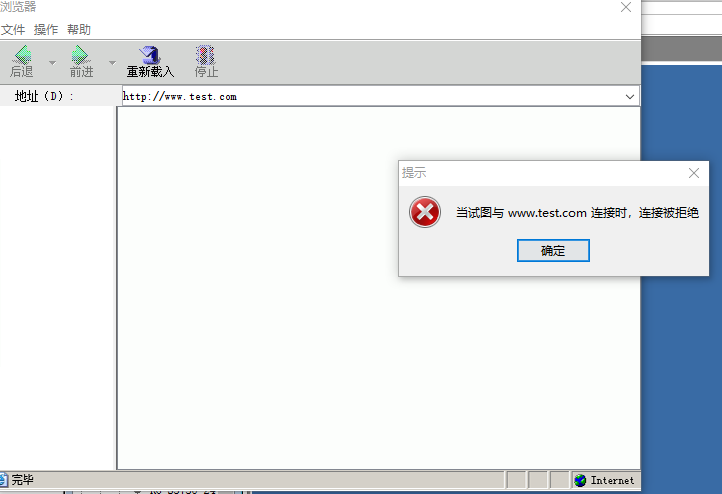 浏览器
文件 操作 帮助
后退 前进 重新载入 停止
地址(D): http://www.test.com
提示
当试图与 www.test.com 连接时，连接被拒绝
确定
完毕 Internet